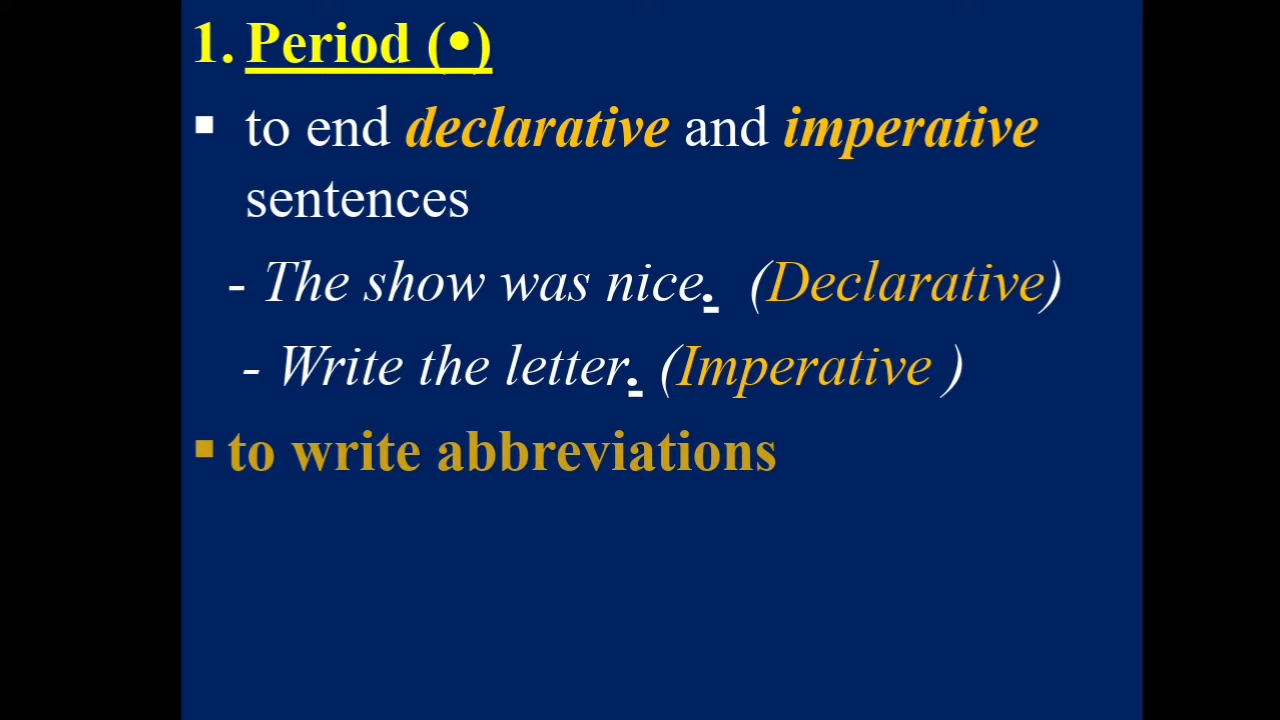 1. Period (•)
▪ to end declarative and imperative
sentences
- The show was nice. (Declarative)
- Write the letter. (Imperative )
▪ to write abbreviations